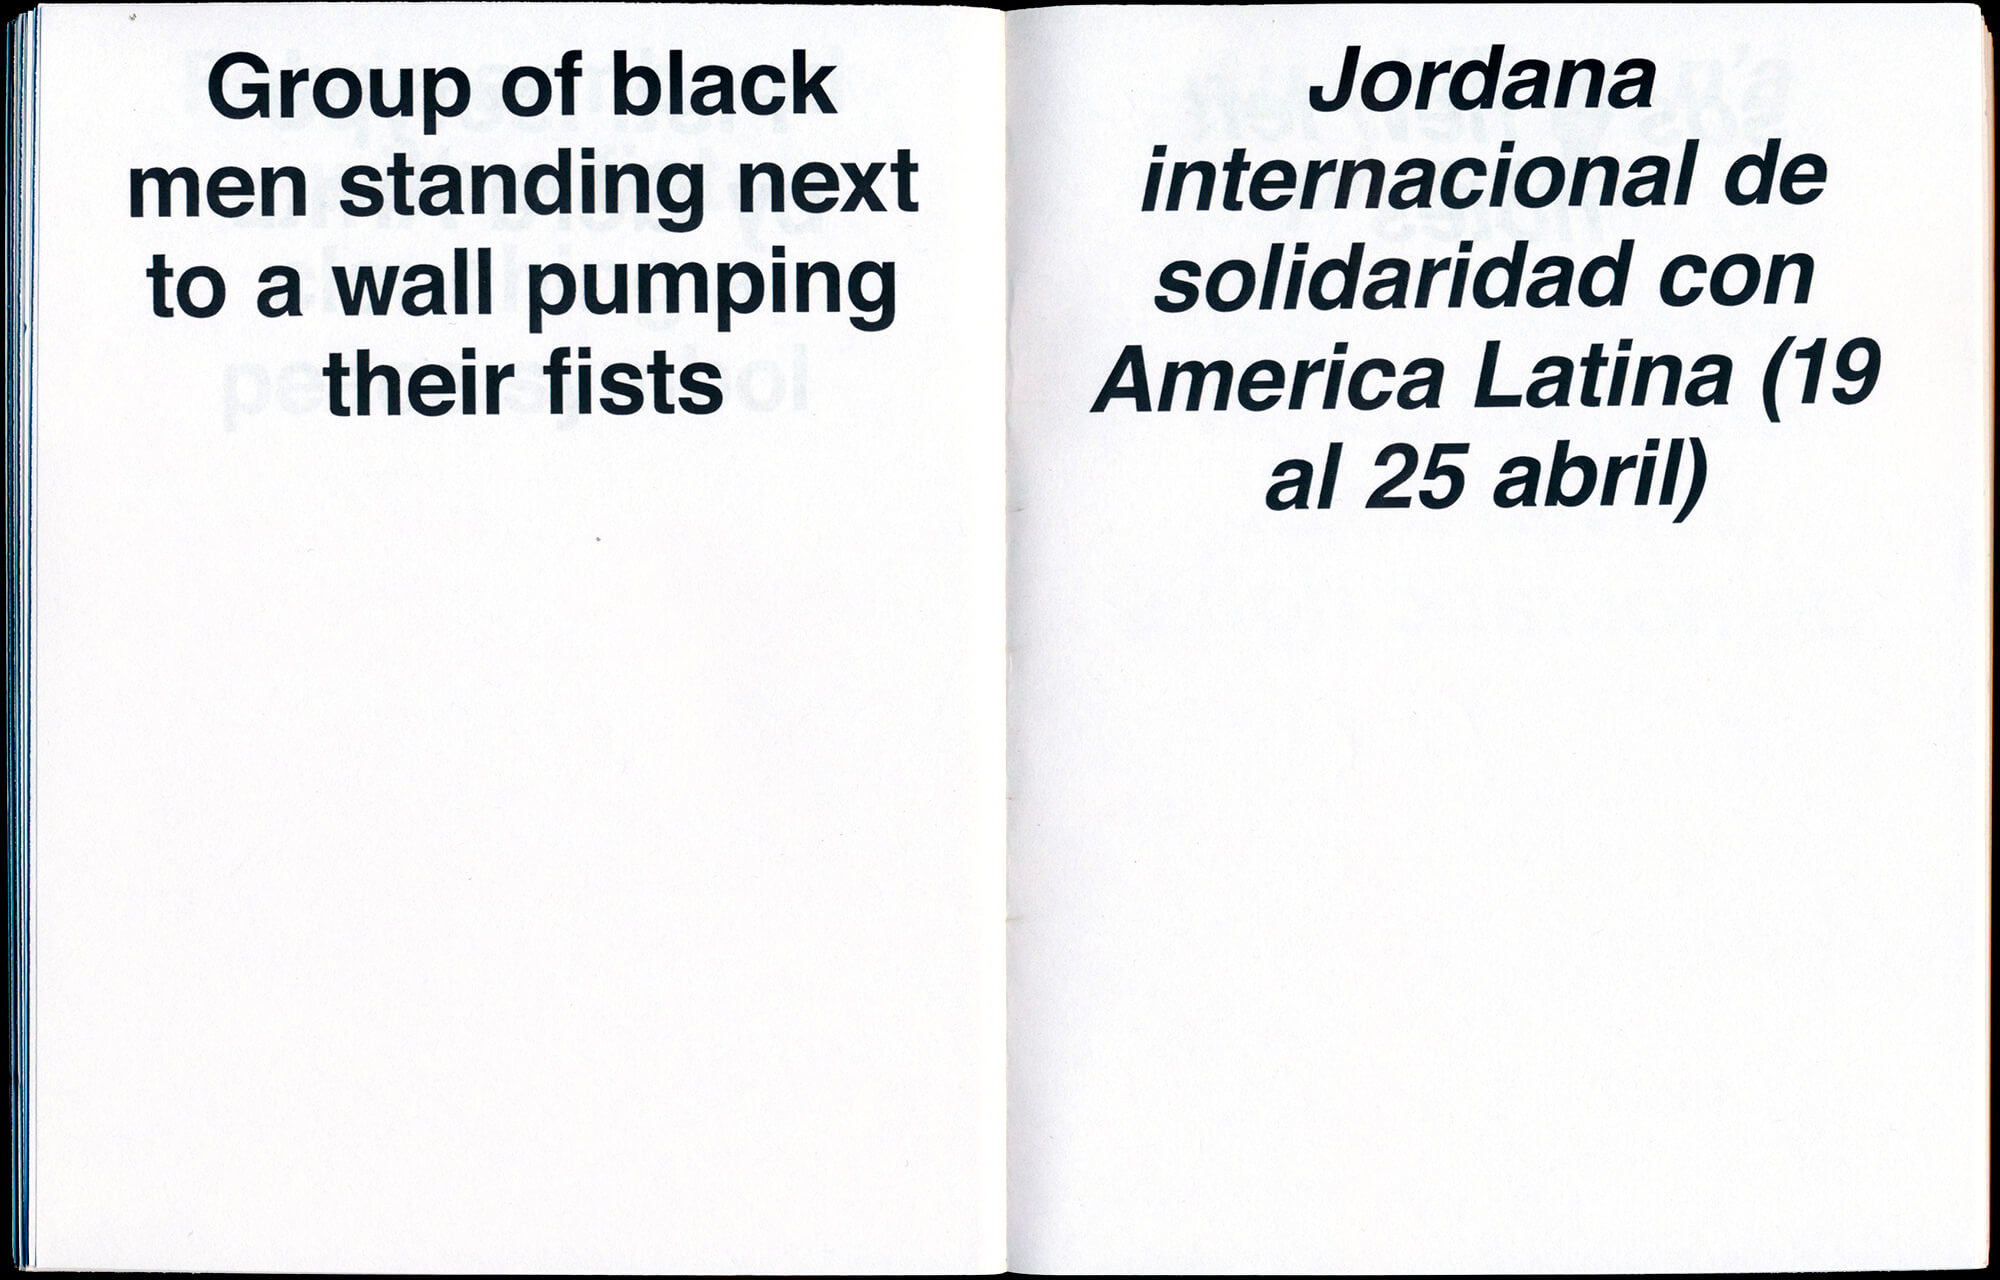 Group of black
men standing next
to a wall pumping
their fists
Jordana
internacional de
solidaridad con
America Latina (19
al 25 abril)